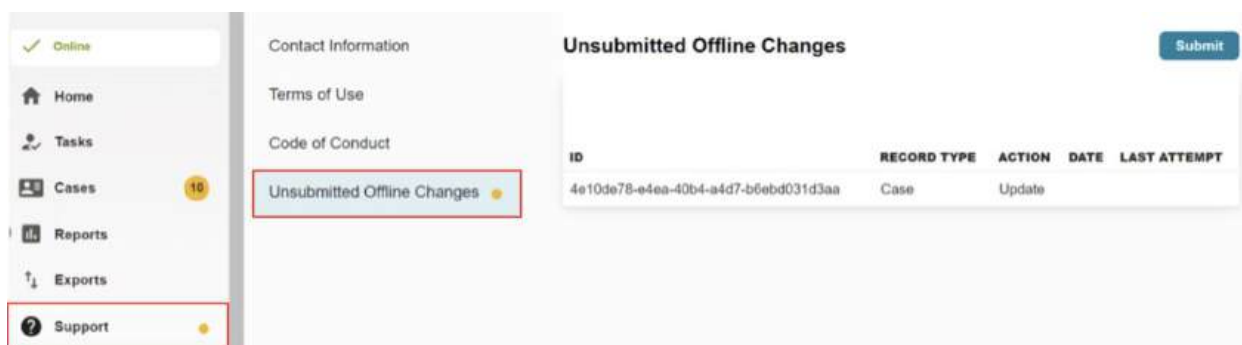 Online
Home
Tasks
Cases 10
Reports
Exports
Support
Contact Information
Terms of Use
Code of Conduct
Unsubmitted Offline Changes
Unsubmitted Offline Changes Submit
ID RECORD TYPE ACTION DATE LAST ATTEMPT
4e10de78-e4ea-40b4-a4d7-b6ebd031d3aa Case Update